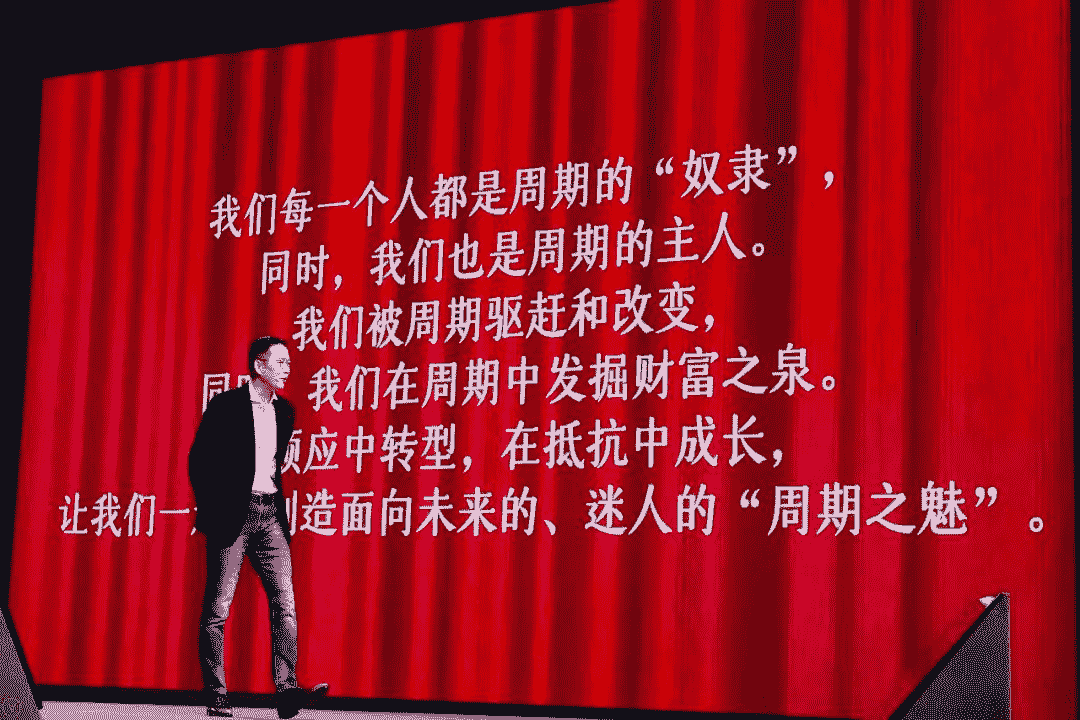 我们每一个人都是周期的“奴隶”，
同时，我们也是周期的主人。
我们被周期驱赶和改变，
同 我们在周期中发掘财富之泉。
应中转型，在抵抗中成长，
让我们一 造面向未来的、迷人的“周期之魅”。